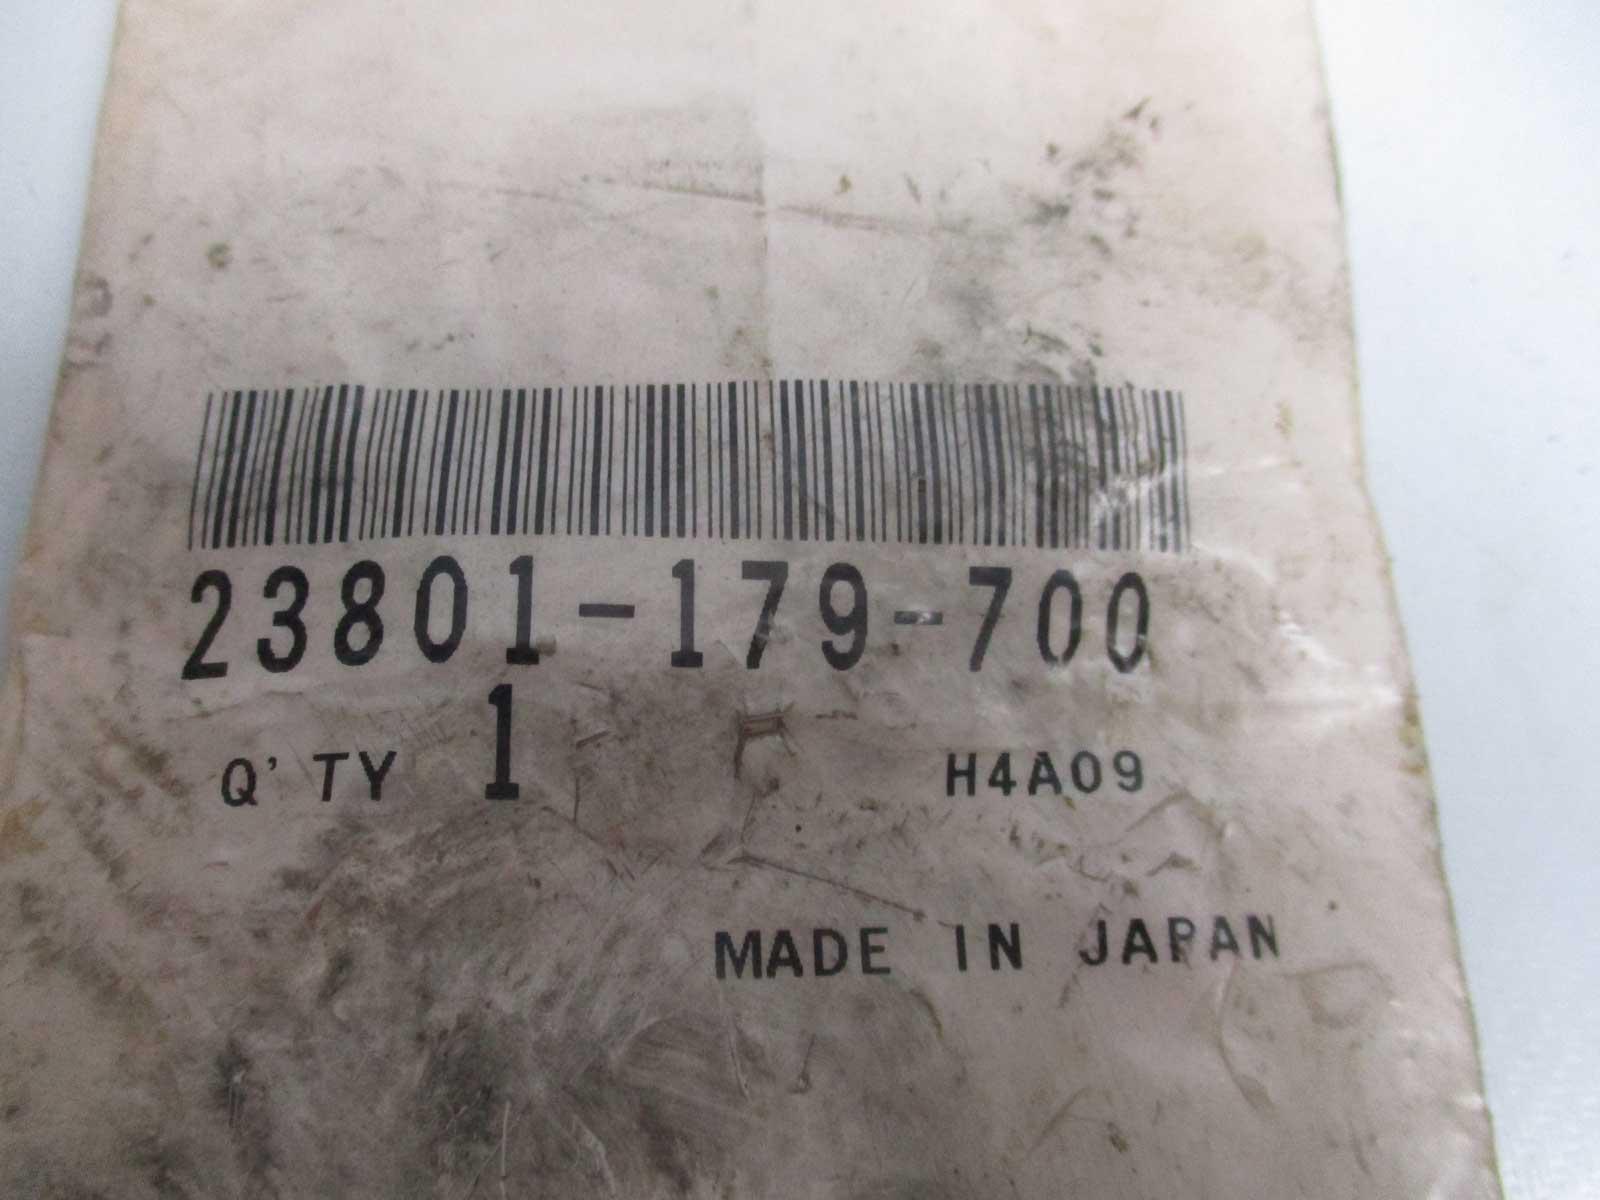 23801-179-700
Q'TY 1
H4A09
MADE IN JAPAN